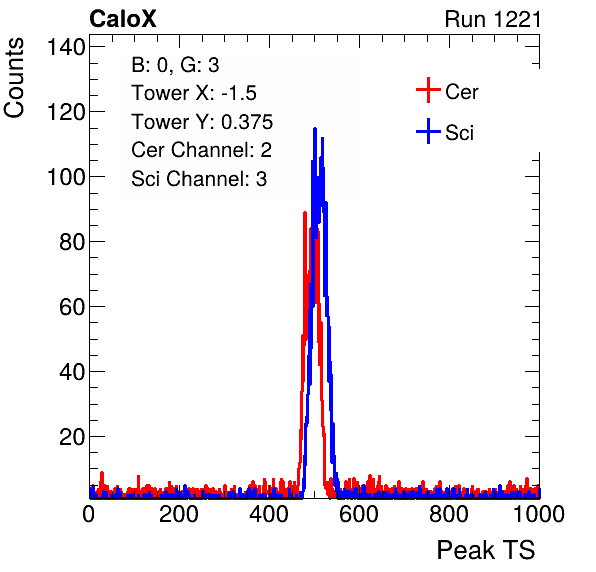 CaloX Run 1221
Counts
140
120
100
80
60
40
20
B: 0, G: 3
Tower X: -1.5
Tower Y: 0.375
Cer Channel: 2
Sci Channel: 3
Cer
Sci
0 200 400 600 800 1000
Peak TS